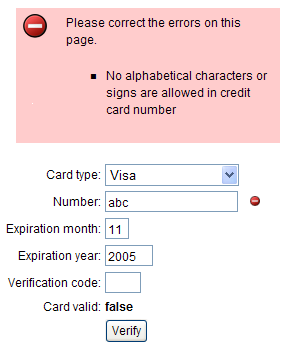 Please correct the errors on this
page.
No alphabetical characters or
signs are allowed in credit
card number
Card type: Visa
Number: abc
Expiration month: 11
Expiration year: 2005
Verification code:
Card valid: false
Verify